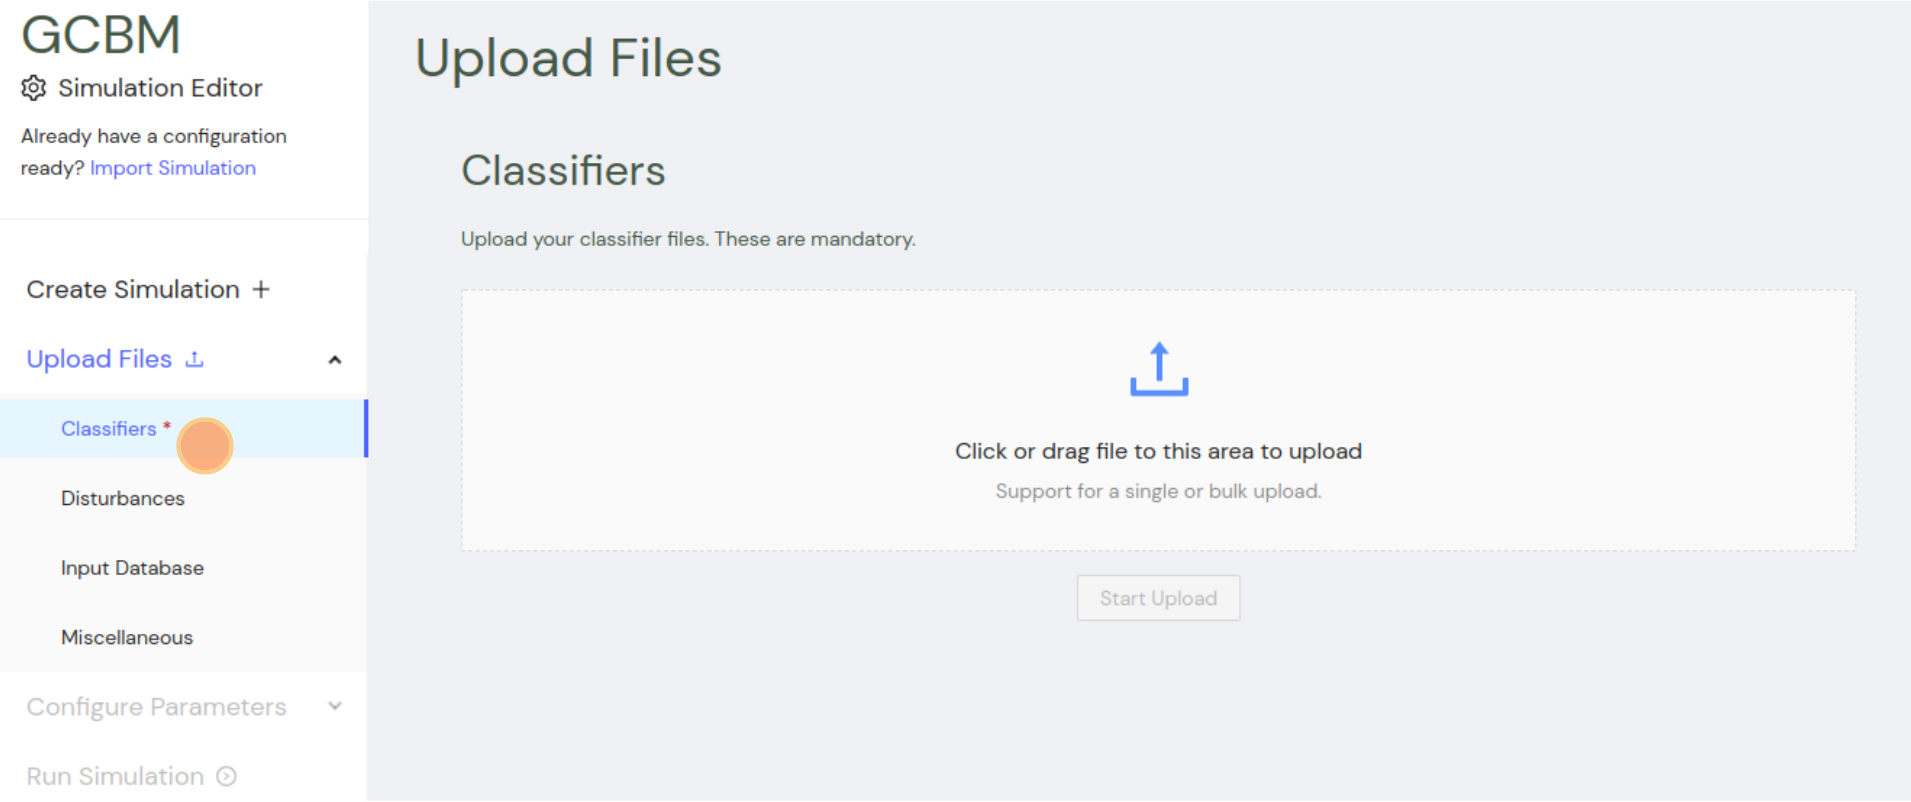 GCBM
Simulation Editor
Already have a configuration
ready? Import Simulation
Create Simulation +
Upload Files
Classifiers *
Disturbances
Input Database
Miscellaneous
Configure Parameters
Run Simulation
Upload Files
Classifiers
Upload your classifier files. These are mandatory.
Click or drag file to this area to upload
Support for a single or bulk upload.
Start Upload